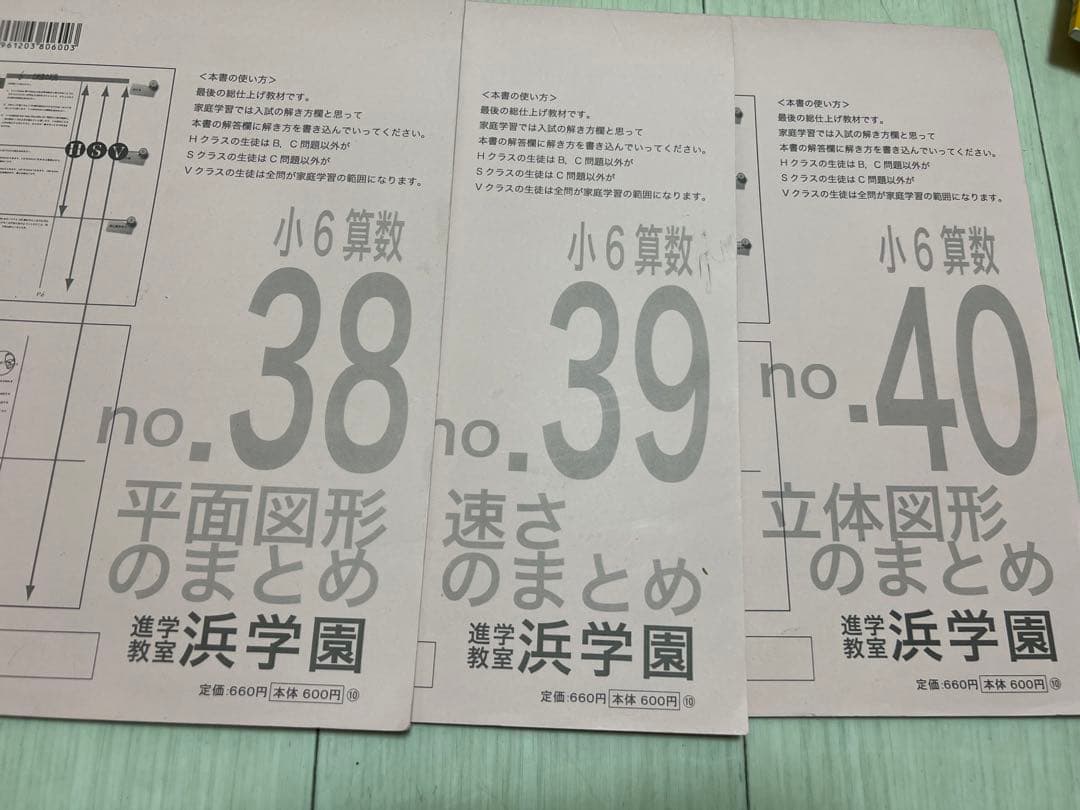 961203 806003
H S V
<本書の使い方>
最後の総仕上げ教材です。
家庭学習では入試の解き方欄と思って
本書の解答欄に解き方を書き込んでいってください。
Hクラスの生徒はB、C問題以外が
Sクラスの生徒はC問題以外が
Vクラスの生徒は全問が家庭学習の範囲になります。
小6算数
no.38
平面図形
のまとめ
進学
教室
浜学園
定価:660円 本体 600円 ⑩
<本書の使い方>
最後の総仕上げ教材です。
家庭学習では入試の解き方欄と思って
本書の解答欄に解き方を書き込んでいってください。
Hクラスの生徒はB、C問題以外が
Sクラスの生徒はC問題以外が
Vクラスの生徒は全問が家庭学習の範囲になります。
小6算数
no.39
速さ
のまとめ
進学
教室
浜学園
定価:660円 本体 600円 ⑩
<本書の使い方>
最後の総仕上げ教材です。
家庭学習では入試の解き方欄と思って
本書の解答欄に解き方を書き込んでいってください。
Hクラスの生徒はB、C問題以外が
Sクラスの生徒はC問題以外が
Vクラスの生徒は全問が家庭学習の範囲になります。
小6算数
no.40
立体図形
のまとめ
進学
教室
浜学園
定価:660円 本体 600円 ⑩